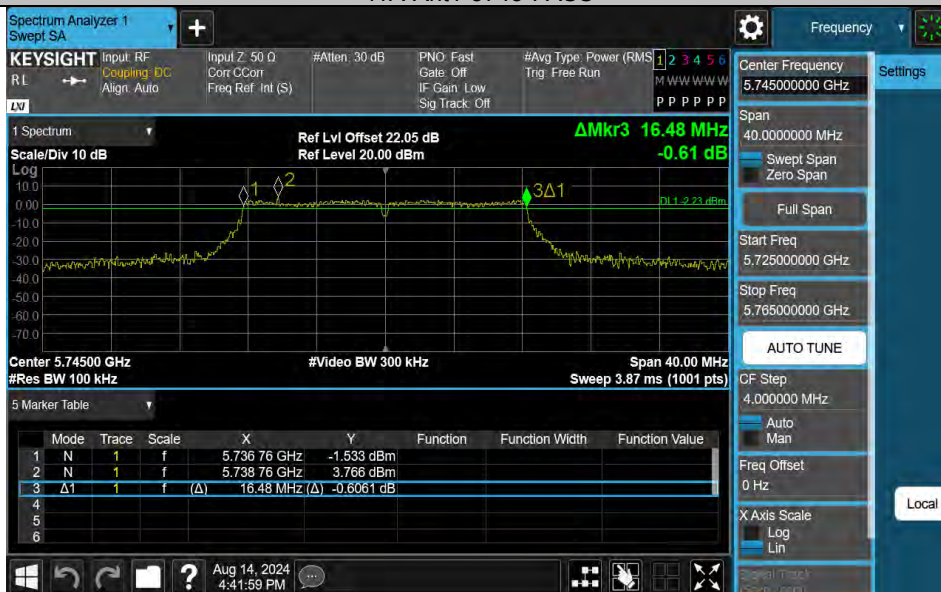 Spectrum Analyzer 1
Swept SA
Frequency
KEYSIGHT
RL
LXI
Input: RF
Coupling: DC
Align: Auto
Input Z: 50 Ω
Corr CCorr
Freq Ref: Int (S)
#Atten: 30 dB
PNO: Fast
Gate: Off
IF Gain: Low
Sig Track: Off
#Avg Type: Power (RMS
Trig: Free Run
1 2 3 4 5 6
M W W W W W
P P P P P P
1 Spectrum
Scale/Div 10 dB
Ref Lvl Offset 22.05 dB
Ref Level 20.00 dBm
ΔMkr3 16.48 MHz
-0.61 dB
Log
10.0
0.00
-10.0
-20.0
-30.0
-40.0
-50.0
-60.0
-70.0
1
2
3Δ1
DL1 -2.23 dBm
Center 5.74500 GHz
#Video BW 300 kHz
Span 40.00 MHz
#Res BW 100 kHz
Sweep 3.87 ms (1001 pts)
5 Marker Table
Mode Trace Scale X Y Function Function Width Function Value
1 N 1 f 5.736 76 GHz -1.533 dBm
2 N 1 f 5.738 76 GHz 3.766 dBm
3 Δ1 1 f (Δ) 16.48 MHz (Δ) -0.6061 dB
4
5
6
Aug 14, 2024
4:41:59 PM
Center Frequency
5.745000000 GHz
Span
40.0000000 MHz
Swept Span
Zero Span
Full Span
Start Freq
5.725000000 GHz
Stop Freq
5.765000000 GHz
AUTO TUNE
CF Step
4.000000 MHz
Auto
Man
Freq Offset
0 Hz
X Axis Scale
Log
Lin
Settings
Local